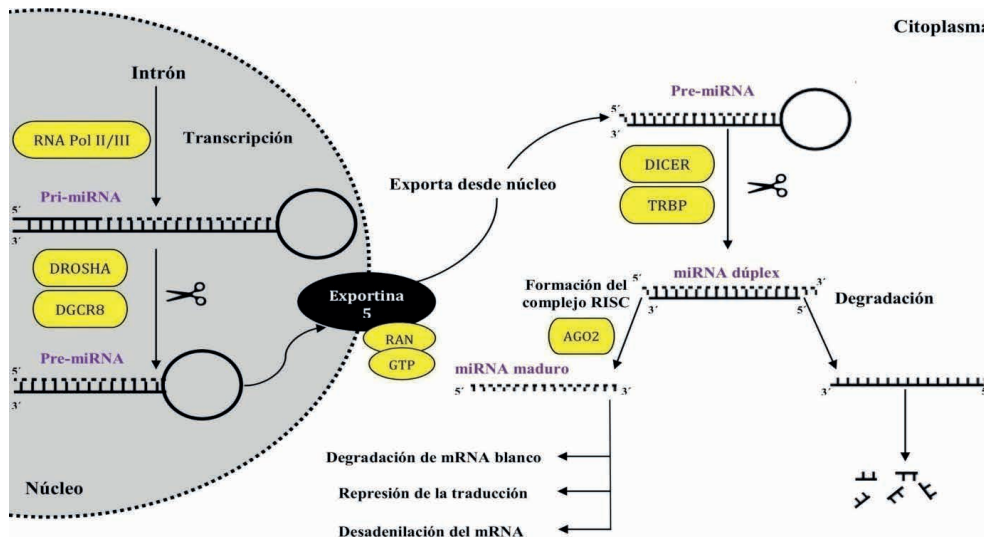 Citoplasma
Intrón
RNA Pol II/III
Transcripción
Pri-miRNA
5´
3´
DROSHA
DGCR8
Pre-miRNA
5´
3´
Núcleo
Exportina
5
RAN
GTP
Exporta desde núcleo
Pre-miRNA
5´
3´
DICER
TRBP
miRNA dúplex
5´
3´
3´
5´
Formación del
complejo RISC
AGO2
Degradación
miRNA maduro
5´
3´
3´
Degradación de mRNA blanco
Represión de la traducción
Desadenilación del mRNA